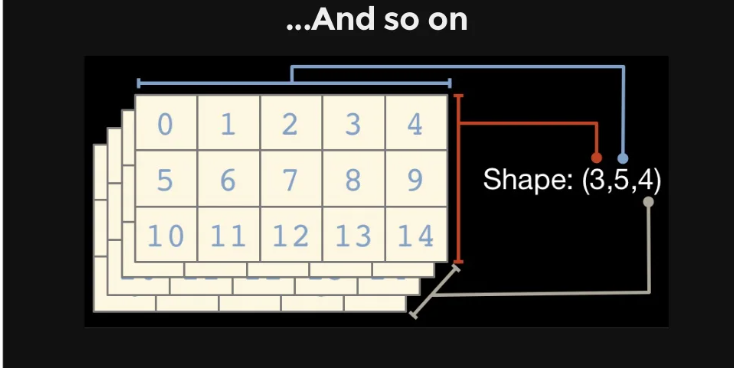 ...And so on
0 1 2 3 4
5 6 7 8 9
10 11 12 13 14
Shape: (3,5,4)